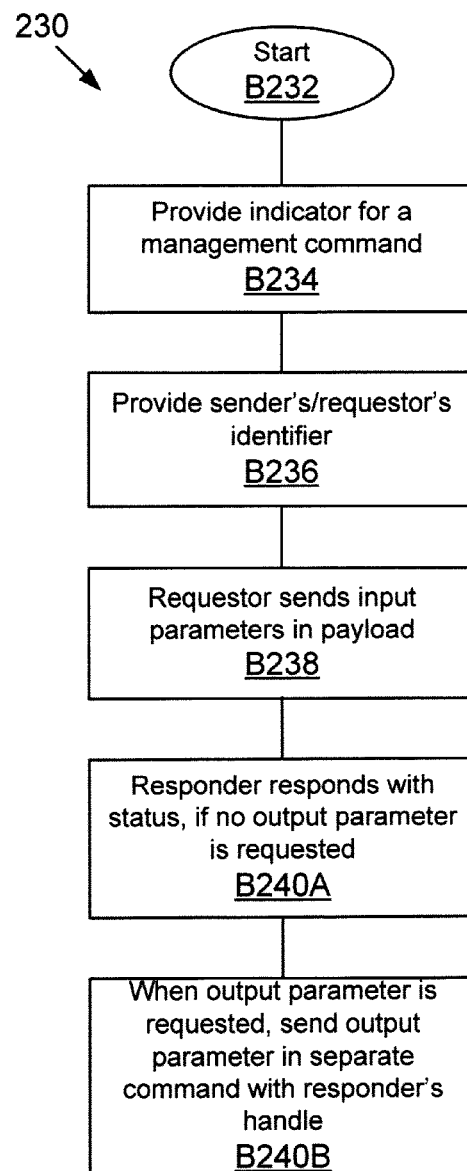 230
Start
B232
Provide indicator for a
management command
B234
Provide sender's/requestor's
identifier
B236
Requestor sends input
parameters in payload
B238
Responder responds with
status, if no output parameter
is requested
B240A
When output parameter is
requested, send output
parameter in separate
command with responder's
handle
B240B